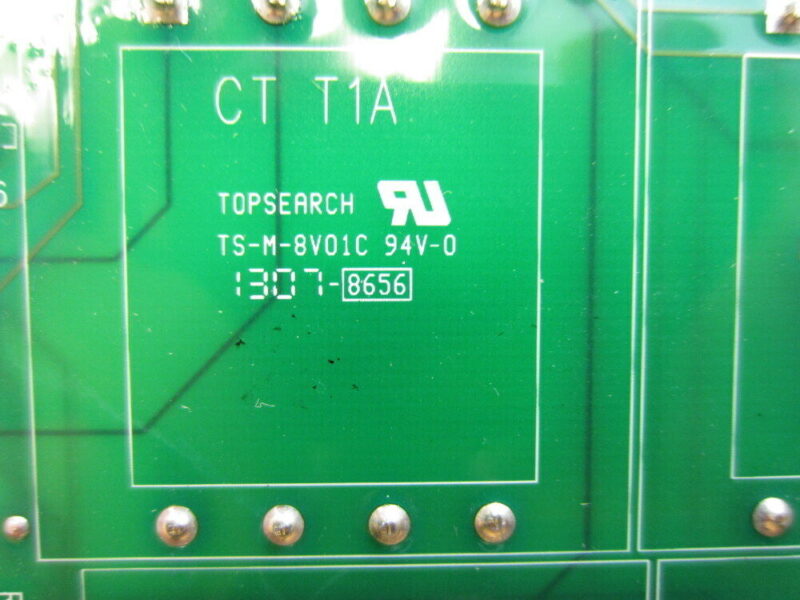 CT T1A
TOPSEARCH
TS-M-8V01C 94V-0
1307-8656